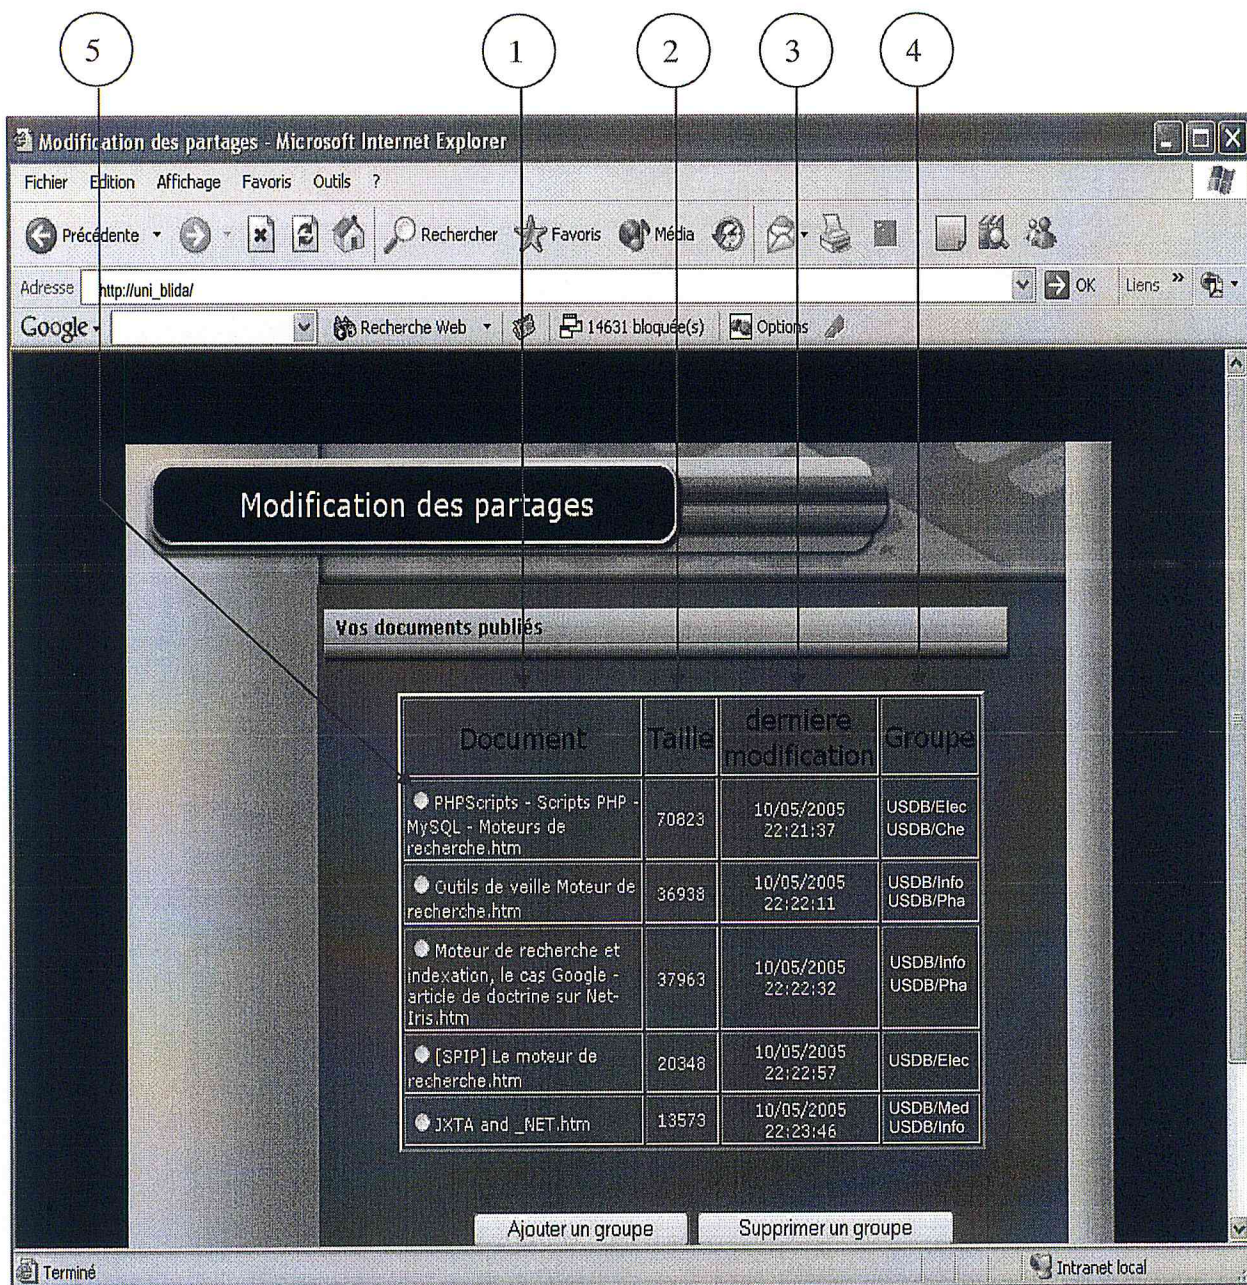 5 1 2 3 4
Modification des partages - Microsoft Internet Explorer
Fichier Edition Affichage Favoris Outils ?
Précédente Rechercher Favoris Média
Adresse http://uni_blida/ OK Liens »
Google Recherche Web 14631 bloquée(s) Options
Modification des partages
Vos documents publiés
Document Taille dernière modification Groupe
PHPScripts - Scripts PHP -
MySQL - Moteurs de
recherche.htm
70823
10/05/2005
22:21:37
USDB/Elec
USDB/Che
Outils de veille Moteur de
recherche.htm
36938
10/05/2005
22:22:11
USDB/Info
USDB/Pha
Moteur de recherche et
indexation, le cas Google -
article de doctrine sur Net-
Iris.htm
37963
10/05/2005
22:22:32
USDB/Info
USDB/Pha
[SPIP] Le moteur de
recherche.htm
20348
10/05/2005
22:22:57
USDB/Elec
JXTA and _NET.htm
13573
10/05/2005
22:23:46
USDB/Med
USDB/Info
Ajouter un groupe Supprimer un groupe
Terminé Intranet local